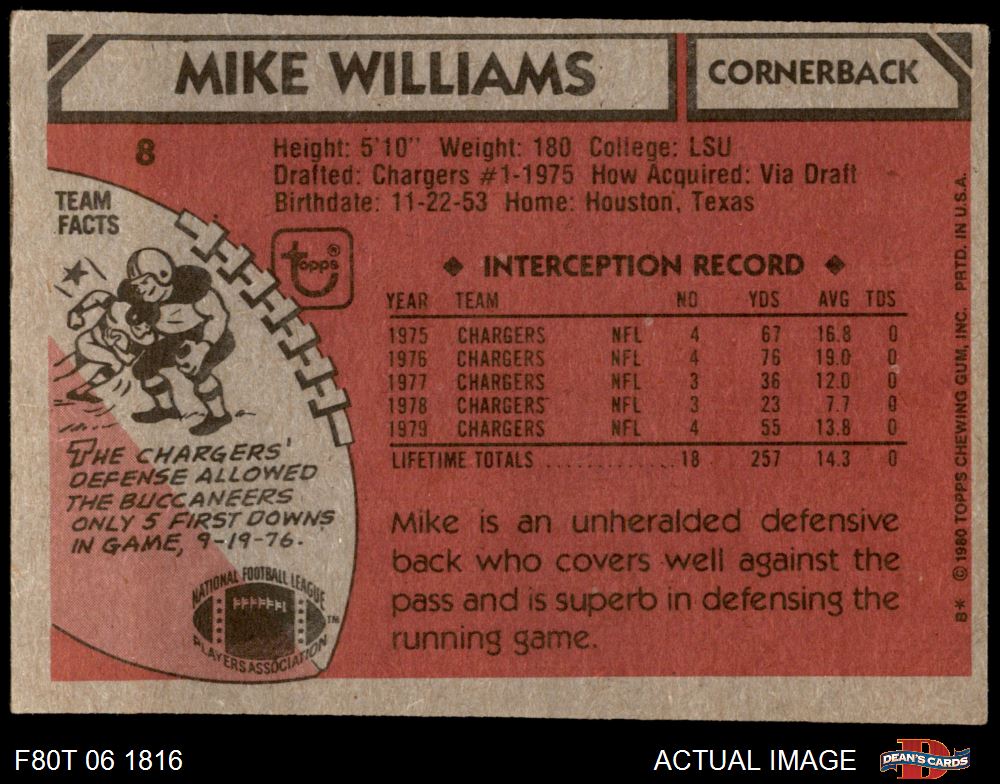 MIKE WILLIAMS
CORNERBACK
8
Height: 5'10" Weight: 180 College: LSU
Drafted: Chargers #1-1975 How Acquired: Via Draft
Birthdate: 11-22-53 Home: Houston, Texas
TEAM
FACTS
topps®
◆ INTERCEPTION RECORD ◆
YEAR TEAM NO YDS AVG TDS
1975 CHARGERS NFL 4 67 16.8 0
1976 CHARGERS NFL 4 76 19.0 0
1977 CHARGERS NFL 3 36 12.0 0
1978 CHARGERS NFL 3 23 7.7 0
1979 CHARGERS NFL 4 55 13.8 0
LIFETIME TOTALS ............ 18 257 14.3 0
THE CHARGERS'
DEFENSE ALLOWED
THE BUCCANEERS
ONLY 5 FIRST DOWNS
IN GAME, 9-19-76.
NATIONAL FOOTBALL LEAGUE
PLAYERS ASSOCIATION
TM
Mike is an unheralded defensive
back who covers well against the
pass and is superb in defensing the
running game.
B* © 1980 TOPPS CHEWING GUM, INC. PRTD. IN U.S.A.
F80T 06 1816
ACTUAL IMAGE
DEAN'S CARDS